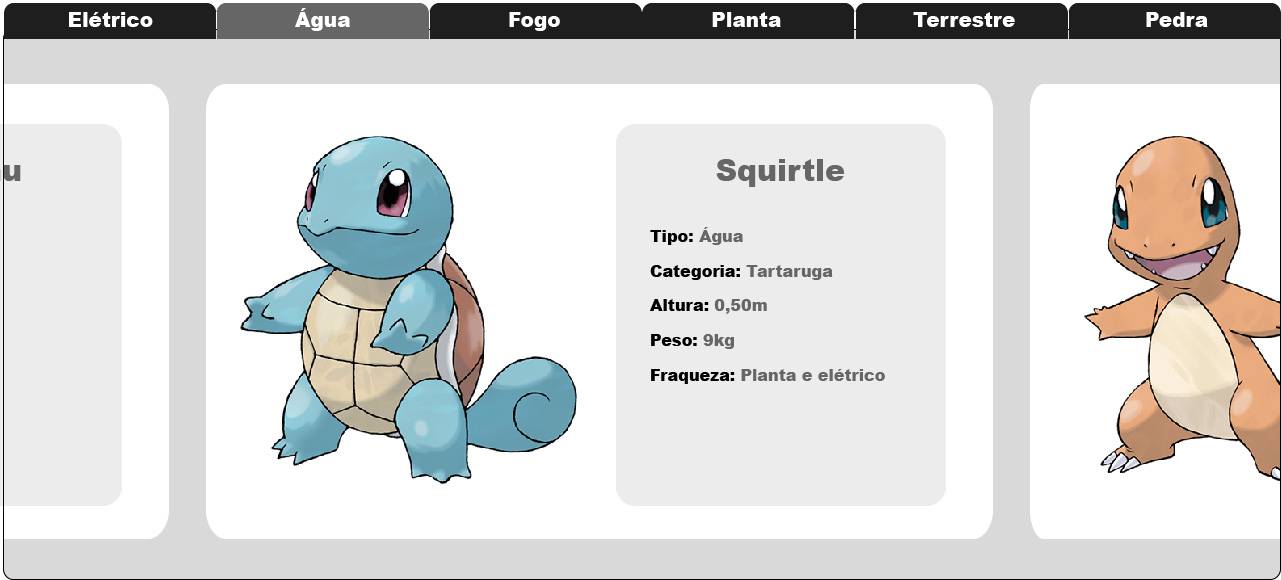 Elétrico Água Fogo Planta Terrestre Pedra
Squirtle
Tipo: Água
Categoria: Tartaruga
Altura: 0,50m
Peso: 9kg
Fraqueza: Planta e elétrico